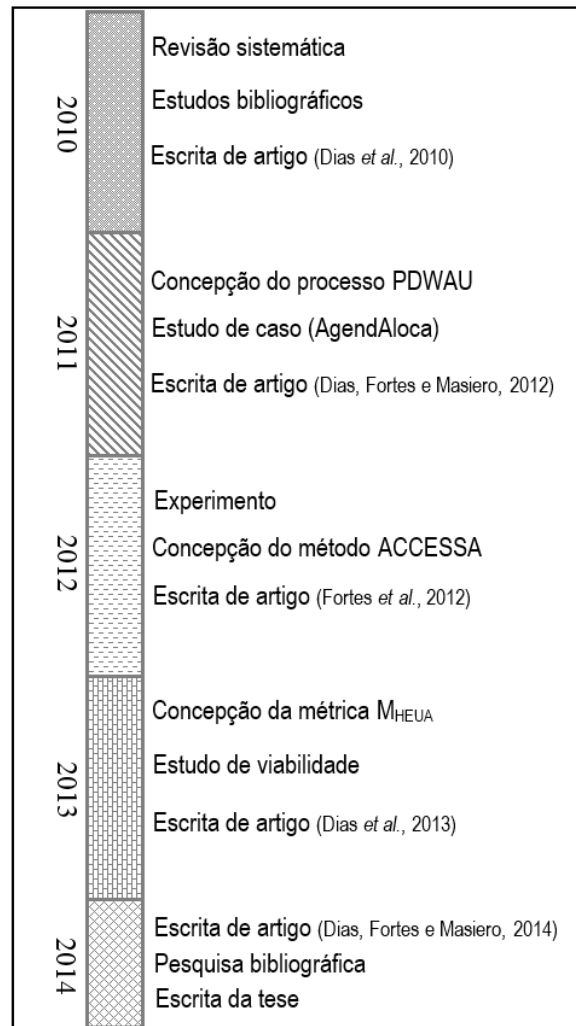 2010
Revisão sistemática
Estudos bibliográficos
Escrita de artigo (Dias et al., 2010)
2011
Concepção do processo PDWAU
Estudo de caso (AgendAloca)
Escrita de artigo (Dias, Fortes e Masiero, 2012)
2012
Experimento
Concepção do método ACCESSA
Escrita de artigo (Fortes et al., 2012)
2013
Concepção da métrica MHEUA
Estudo de viabilidade
Escrita de artigo (Dias et al., 2013)
2014
Escrita de artigo (Dias, Fortes e Masiero, 2014)
Pesquisa bibliográfica
Escrita da tese